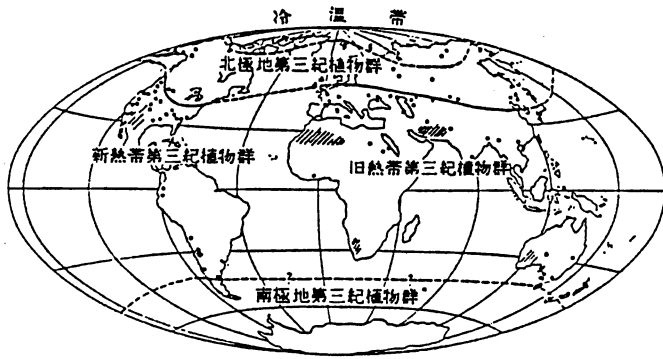 冷温帯
北極地第三紀植物群
新熱帯第三紀植物群
旧熱帯第三紀植物群
? ?
南極地第三紀植物群